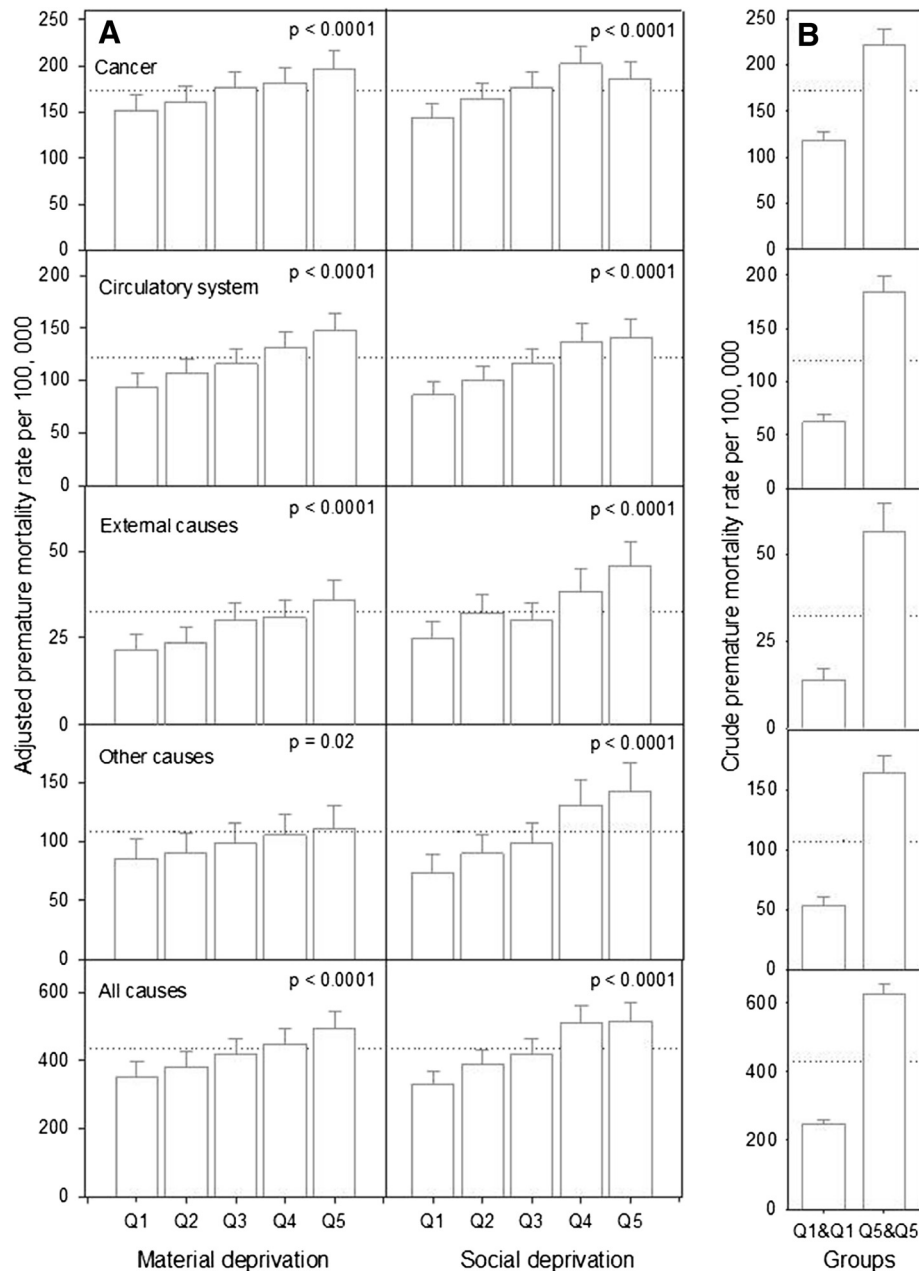 A
B
Adjusted premature mortality rate per 100, 000
Crude premature mortality rate per 100, 000
Cancer
p < 0.0001
p < 0.0001
250
200
150
100
50
0
250
200
150
100
50
0
Circulatory system
p < 0.0001
p < 0.0001
200
150
100
50
0
200
150
100
50
0
External causes
p < 0.0001
p < 0.0001
50
25
0
50
25
0
Other causes
p = 0.02
p < 0.0001
150
100
50
0
150
100
50
0
All causes
p < 0.0001
p < 0.0001
600
400
200
0
600
400
200
0
Q1 Q2 Q3 Q4 Q5
Q1 Q2 Q3 Q4 Q5
Q1&Q1 Q5&Q5
Material deprivation
Social deprivation
Groups